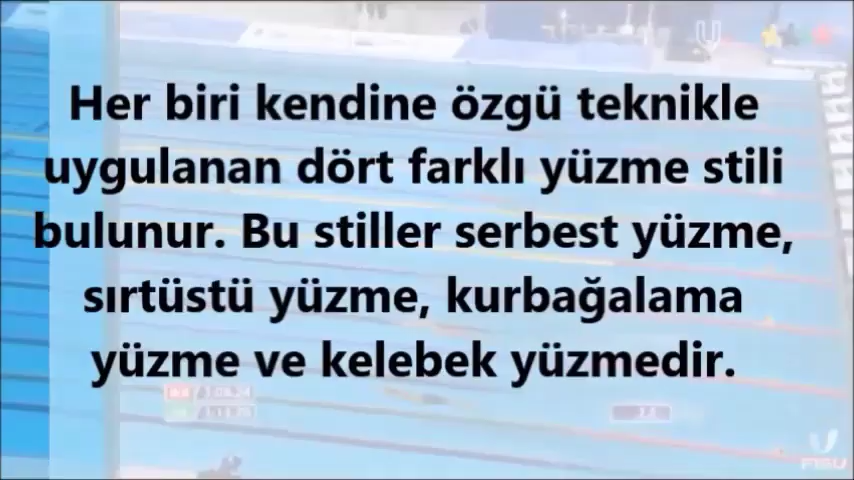 Her biri kendine özgü teknikle
uygulanan dört farklı yüzme stili
bulunur. Bu stiller serbest yüzme,
sırtüstü yüzme, kurbağalama
yüzme ve kelebek yüzmedir.
FISU